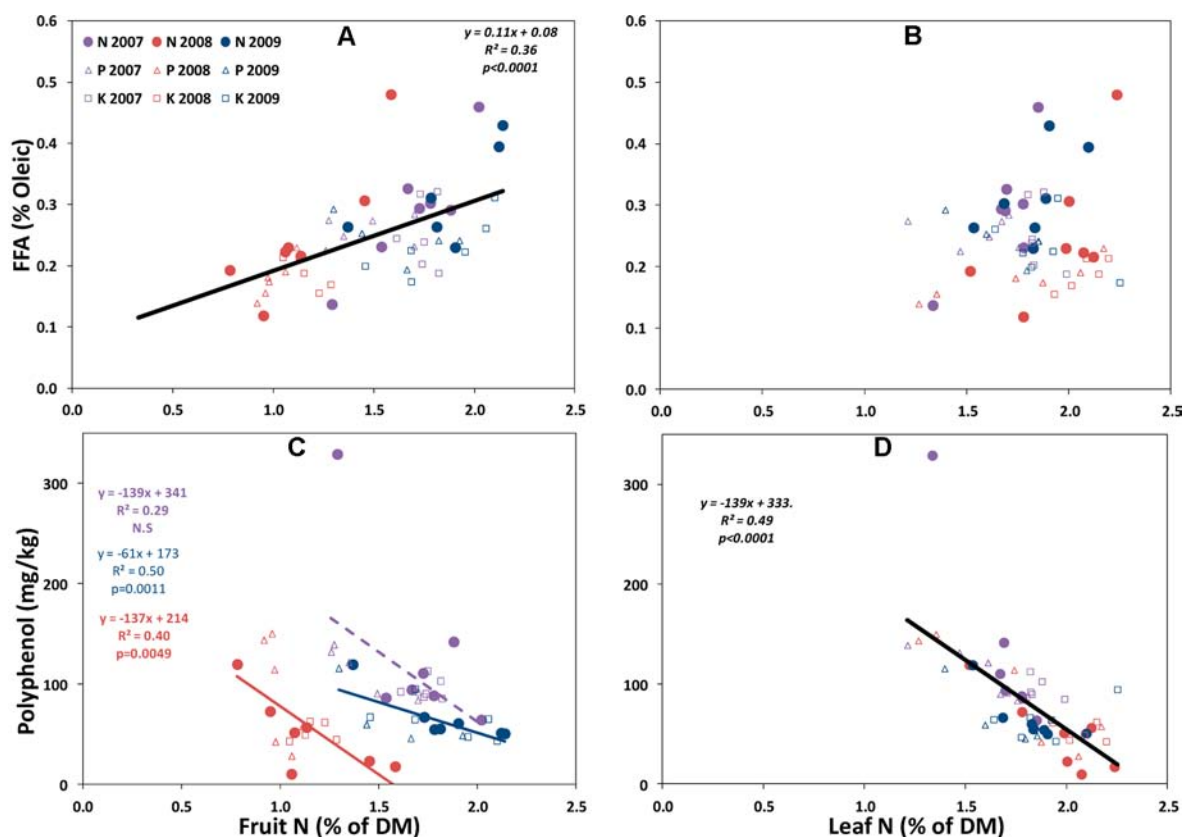 A
B
N 2007 N 2008 N 2009
P 2007 P 2008 P 2009
K 2007 K 2008 K 2009
y = 0.11x + 0.08
R² = 0.36
p<0.0001
FFA (% Oleic)
0.6
0.5
0.4
0.3
0.2
0.1
0.0
0.0 0.5 1.0 1.5 2.0 2.5
0.6
0.5
0.4
0.3
0.2
0.1
0.0
0.0 0.5 1.0 1.5 2.0 2.5
C
D
y = -139x + 341
R² = 0.29
N.S
y = -61x + 173
R² = 0.50
p=0.0011
y = -137x + 214
R² = 0.40
p=0.0049
y = -139x + 333.
R² = 0.49
p<0.0001
Polyphenol (mg/kg)
300
200
100
0
0.0 0.5 1.0 1.5 2.0 2.5
Fruit N (% of DM)
300
200
100
0
0.0 0.5 1.0 1.5 2.0 2.5
Leaf N (% of DM)